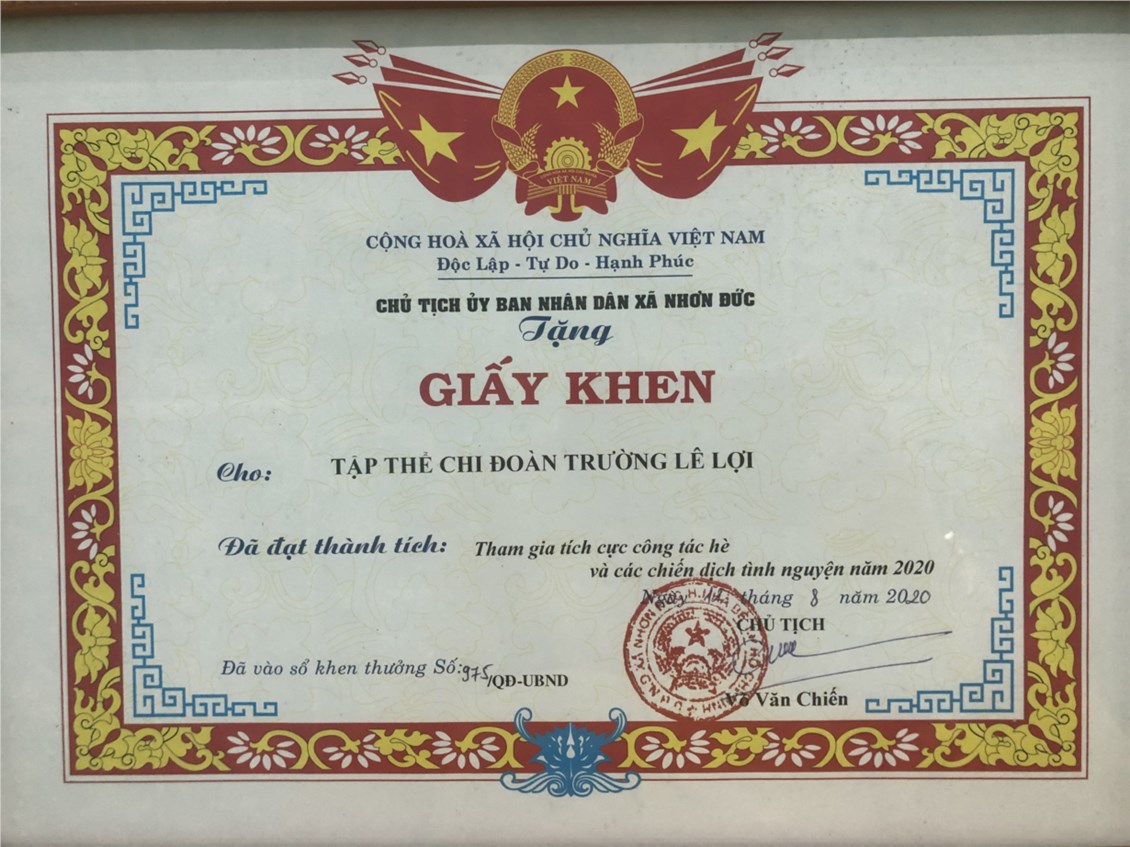 VIỆT NAM
CỘNG HOÀ XÃ HỘI CHỦ NGHĨA VIỆT NAM
Độc Lập - Tự Do - Hạnh Phúc
CHỦ TỊCH ỦY BAN NHÂN DÂN XÃ NHƠN ĐỨC
Tặng
GIẤY KHEN
Cho: TẬP THỂ CHI ĐOÀN TRƯỜNG LÊ LỢI
Đã đạt thành tích: Tham gia tích cực công tác hè
và các chiến dịch tình nguyện năm 2020
Ngày tháng 8 năm 2020
CHỦ TỊCH
Đã vào sổ khen thưởng Số: 975/QĐ-UBND
Võ Văn Chiến